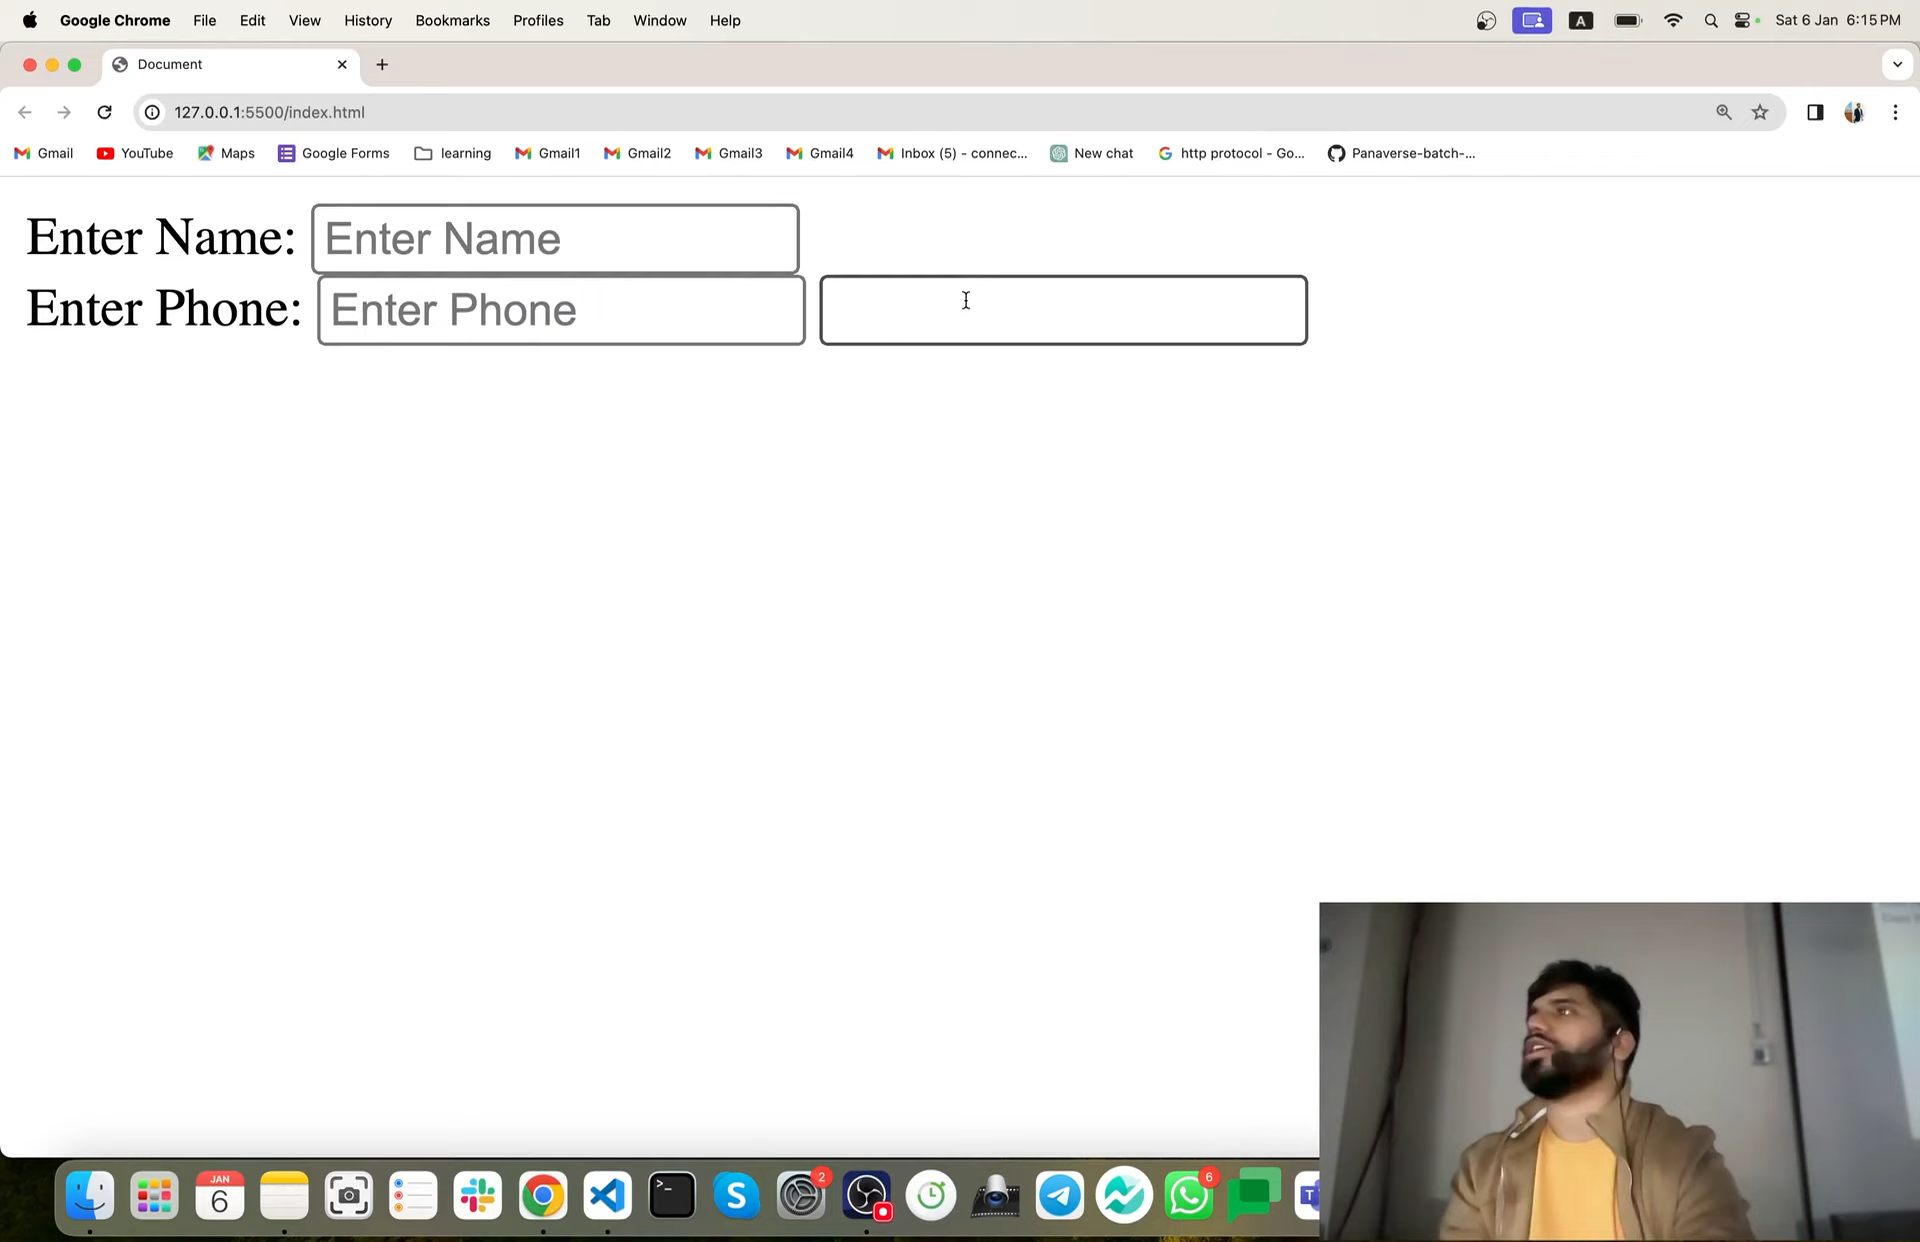 Google Chrome File Edit View History Bookmarks Profiles Tab Window Help A Sat 6 Jan 6:15 PM
Document
127.0.0.1:5500/index.html
Gmail YouTube Maps Google Forms learning Gmail1 Gmail2 Gmail3 Gmail4 Inbox (5) - connec... New chat http protocol - Go... Panaverse-batch-...
Enter Name: Enter Name
Enter Phone: Enter Phone
JAN
6
>_
S
2
6
T